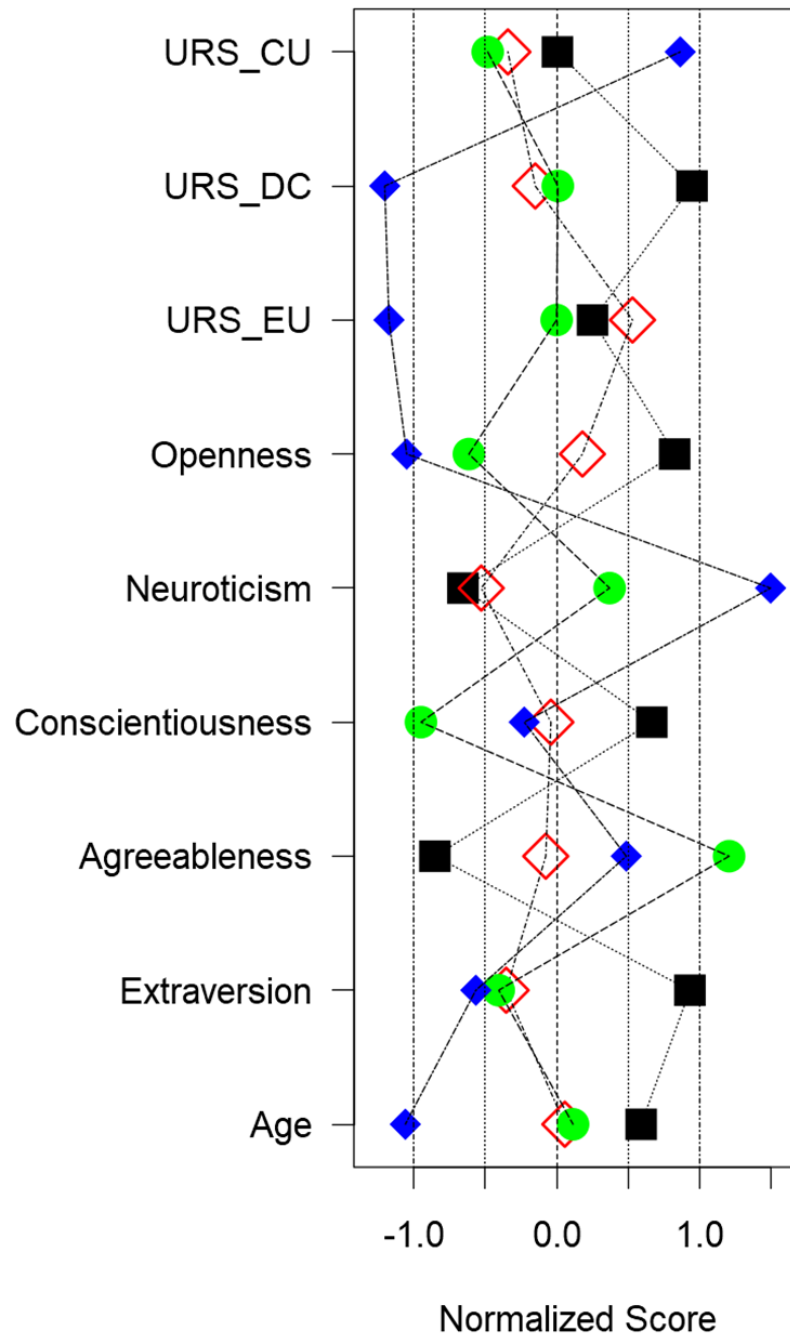 URS_CU
URS_DC
URS_EU
Openness
Neuroticism
Conscientiousness
Agreeableness
Extraversion
Age
-1.0 0.0 1.0
Normalized Score